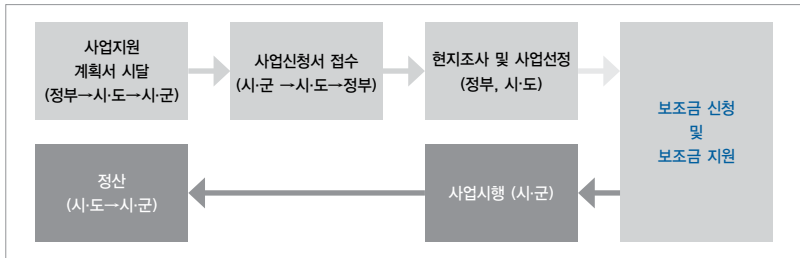 사업지원
계획서 시달
(정부→시·도→시·군)
사업신청서 접수
(시·군 →시·도→정부)
현지조사 및 사업선정
(정부, 시·도)
보조금 신청
및
보조금 지원
사업시행 (시·군)
정산
(시·도→시·군)